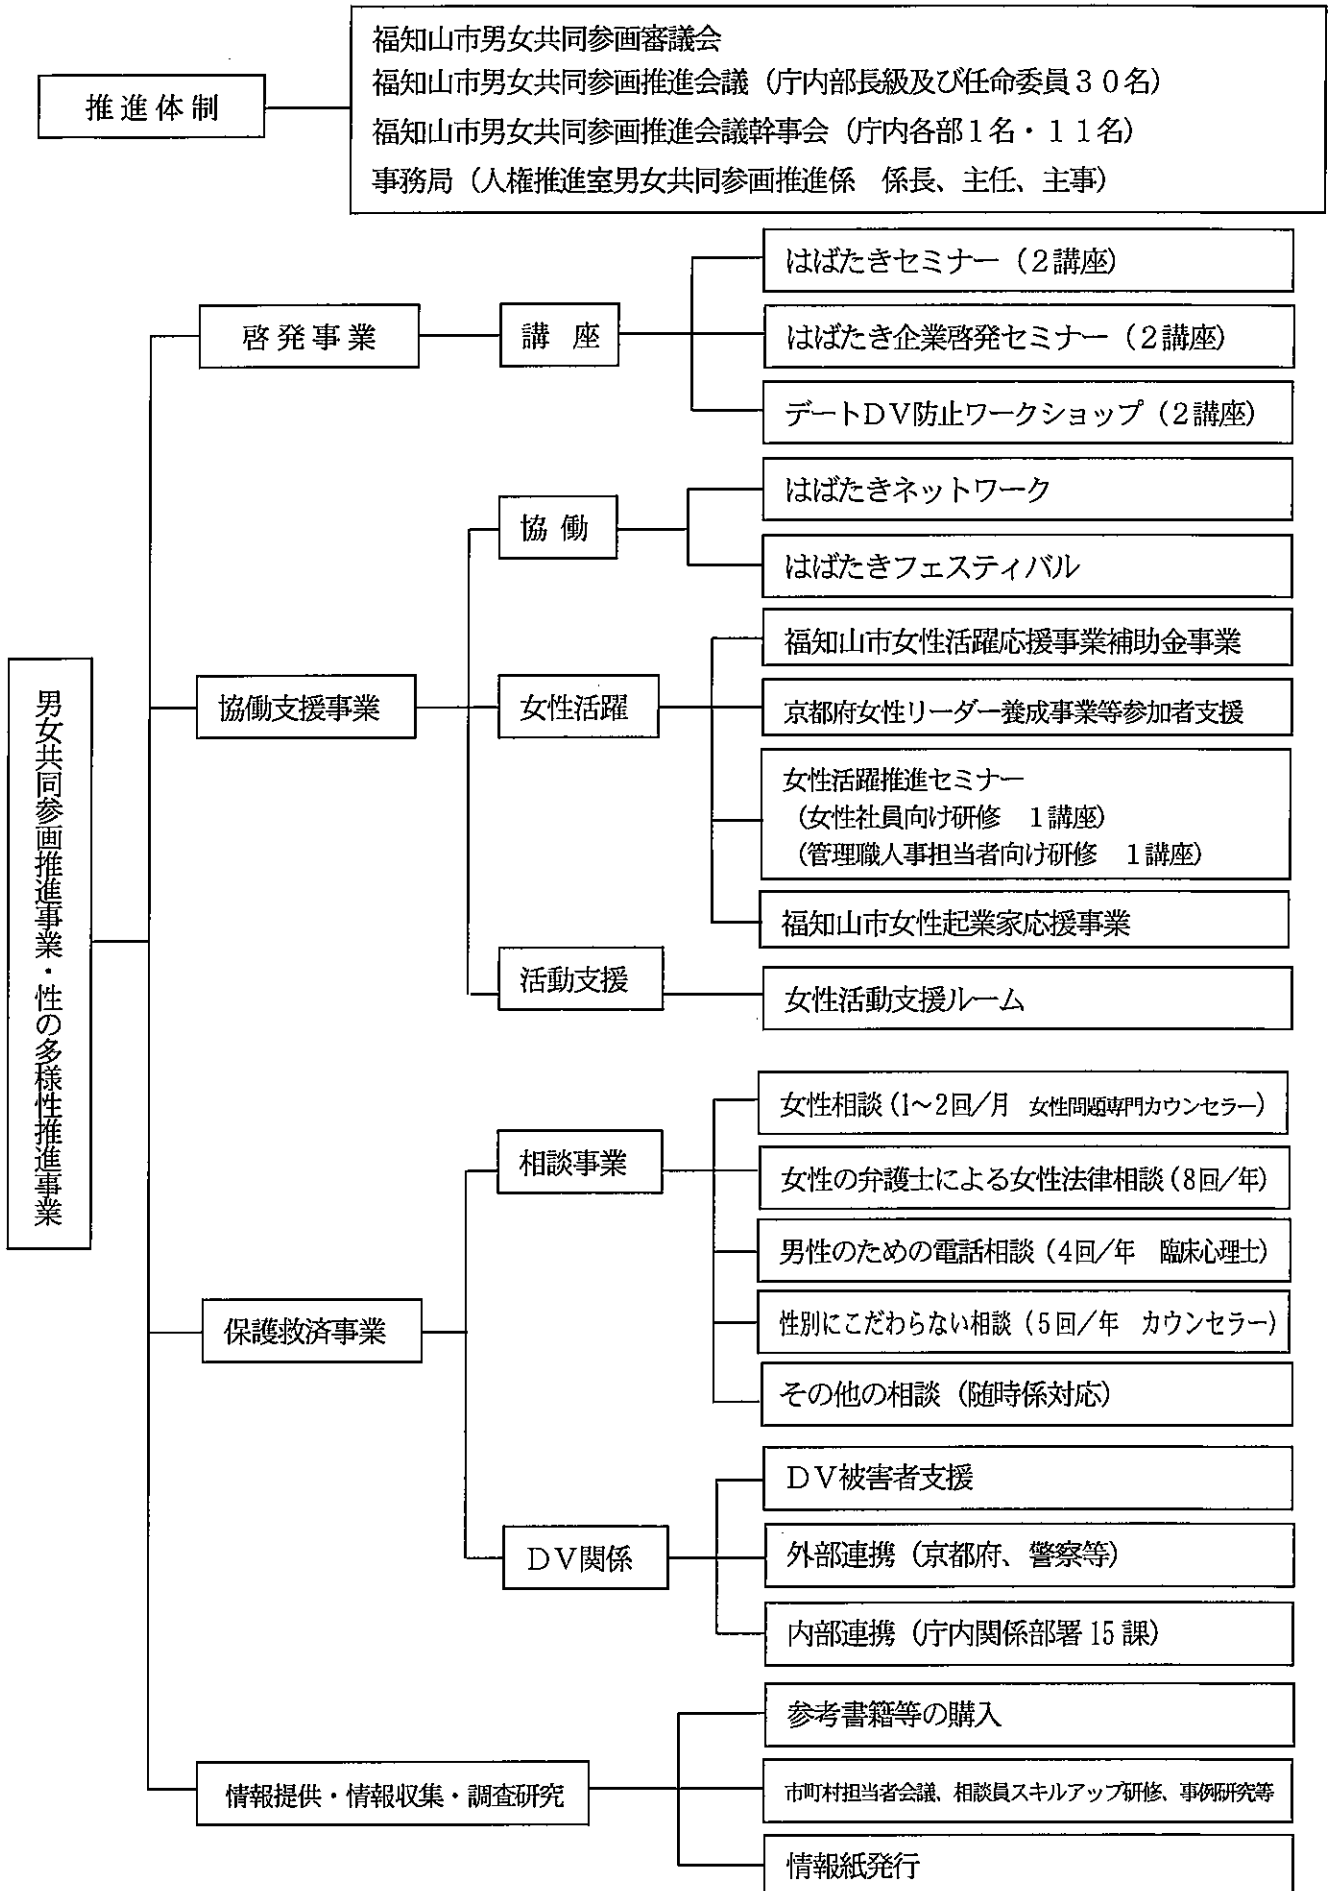 推進体制
福知山市男女共同参画審議会
福知山市男女共同参画推進会議（庁内部長級及び任命委員３０名）
福知山市男女共同参画推進会議幹事会（庁内各部１名・１１名）
事務局（人権推進室男女共同参画推進係　係長、主任、主事）
男女共同参画推進事業・性の多様性推進事業
啓発事業
講　座
はばたきセミナー（２講座）
はばたき企業啓発セミナー（２講座）
デートＤＶ防止ワークショップ（２講座）
協働支援事業
協　働
はばたきネットワーク
はばたきフェスティバル
女性活躍
福知山市女性活躍応援事業補助金事業
京都府女性リーダー養成事業等参加者支援
女性活躍推進セミナー
（女性社員向け研修　１講座）
（管理職人事担当者向け研修　１講座）
福知山市女性起業家応援事業
活動支援
女性活動支援ルーム
保護救済事業
相談事業
女性相談（1～2回／月　女性問題専門カウンセラー）
女性の弁護士による女性法律相談（8回／年）
男性のための電話相談（4回／年　臨床心理士）
性別にこだわらない相談（5回／年　カウンセラー）
その他の相談（随時係対応）
ＤＶ関係
ＤＶ被害者支援
外部連携（京都府、警察等）
内部連携（庁内関係部署15課）
情報提供・情報収集・調査研究
参考書籍等の購入
市町村担当者会議、相談員スキルアップ研修、事例研究等
情報紙発行